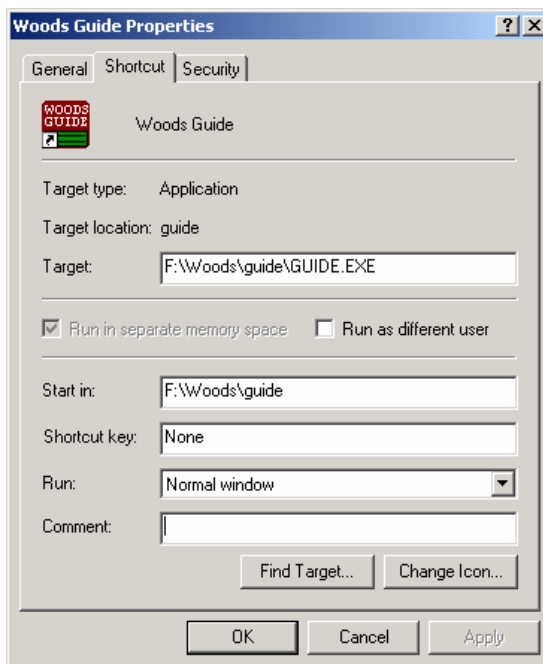 Woods Guide Properties
General Shortcut Security
WOODS
GUIDE
Woods Guide
Target type: Application
Target location: guide
Target: F:\Woods\guide\GUIDE.EXE
Run in separate memory space Run as different user
Start in: F:\Woods\guide
Shortcut key: None
Run: Normal window
Comment:
Find Target... Change Icon...
OK Cancel Apply